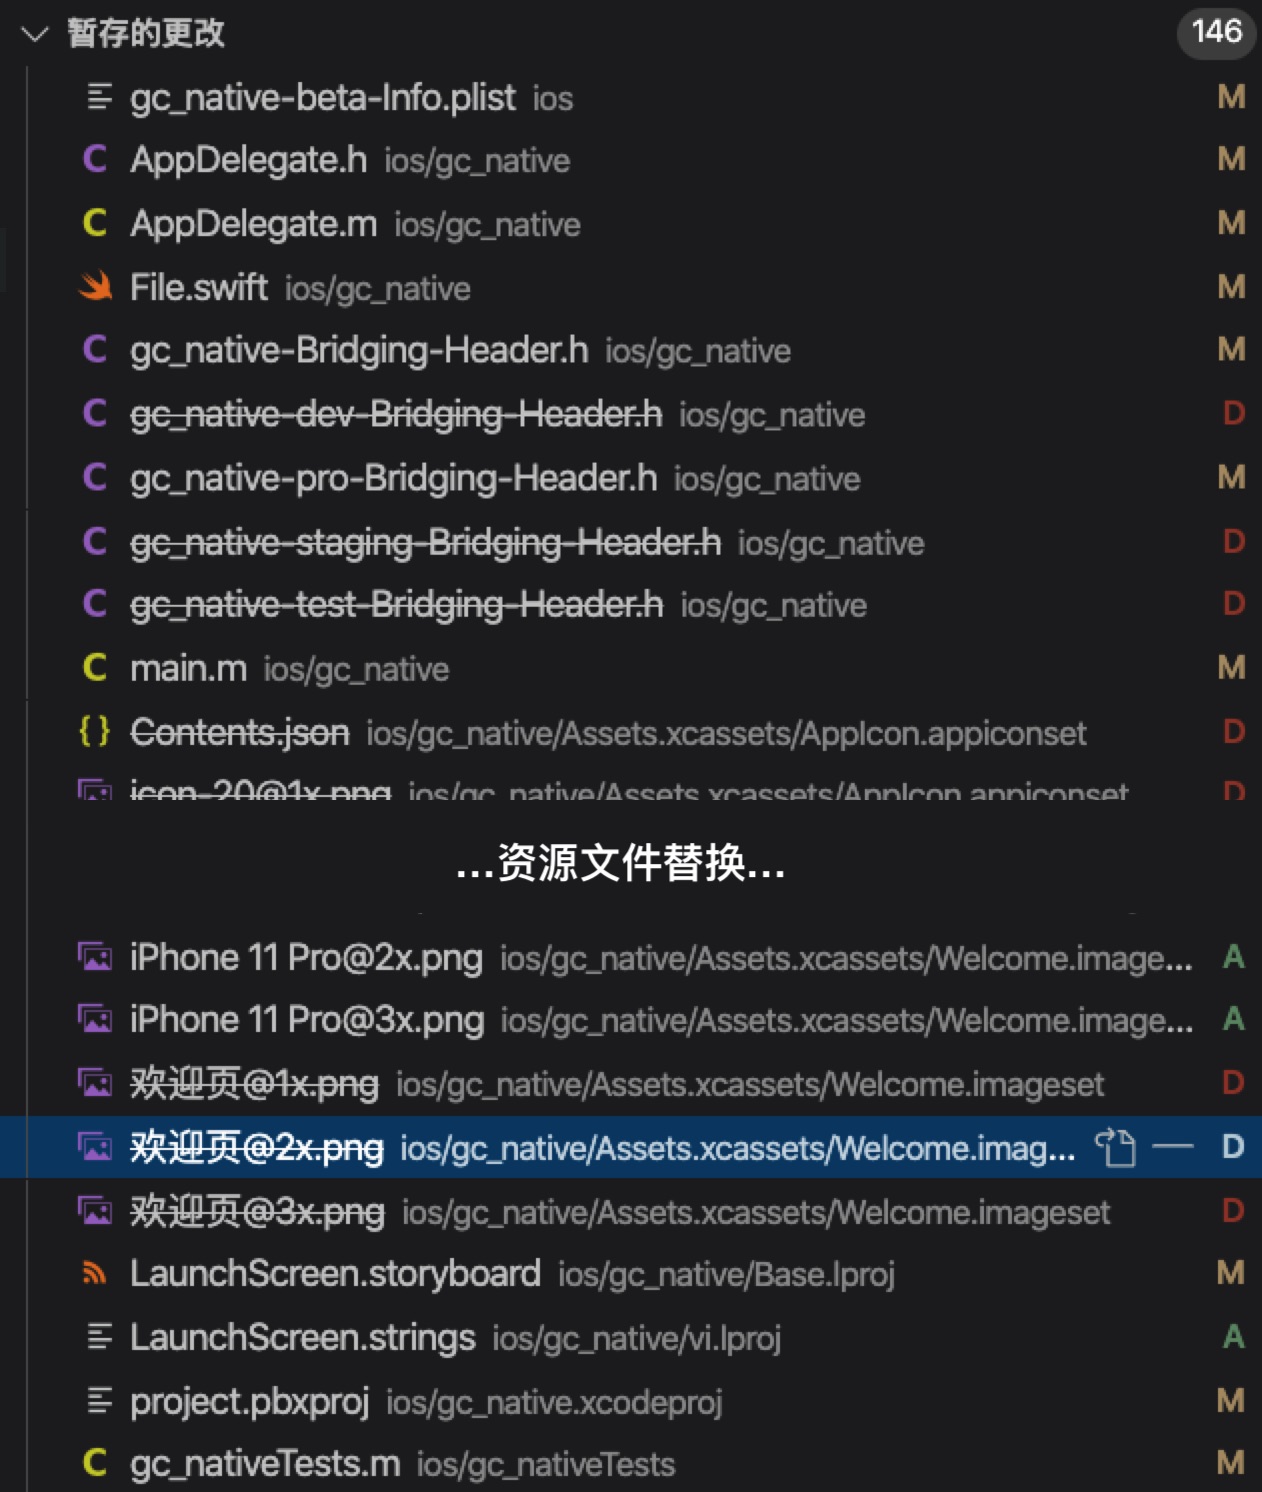 暂存的更改 146
gc_native-beta-Info.plist ios M
C AppDelegate.h ios/gc_native M
C AppDelegate.m ios/gc_native M
File.swift ios/gc_native M
C gc_native-Bridging-Header.h ios/gc_native M
C gc_native-dev-Bridging-Header.h ios/gc_native D
C gc_native-pro-Bridging-Header.h ios/gc_native M
C gc_native-staging-Bridging-Header.h ios/gc_native D
C gc_native-test-Bridging-Header.h ios/gc_native D
C main.m ios/gc_native M
{} Contents.json ios/gc_native/Assets.xcassets/AppIcon.appiconset D
icon-20@1x.png ios/gc_native/Assets.xcassets/AppIcon.appiconset D
...资源文件替换...
iPhone 11 Pro@2x.png ios/gc_native/Assets.xcassets/Welcome.image... A
iPhone 11 Pro@3x.png ios/gc_native/Assets.xcassets/Welcome.image... A
欢迎页@1x.png ios/gc_native/Assets.xcassets/Welcome.imageset D
欢迎页@2x.png ios/gc_native/Assets.xcassets/Welcome.imag... D
欢迎页@3x.png ios/gc_native/Assets.xcassets/Welcome.imageset D
LaunchScreen.storyboard ios/gc_native/Base.lproj M
LaunchScreen.strings ios/gc_native/vi.lproj A
project.pbxproj ios/gc_native.xcodeproj M
C gc_nativeTests.m ios/gc_nativeTests M